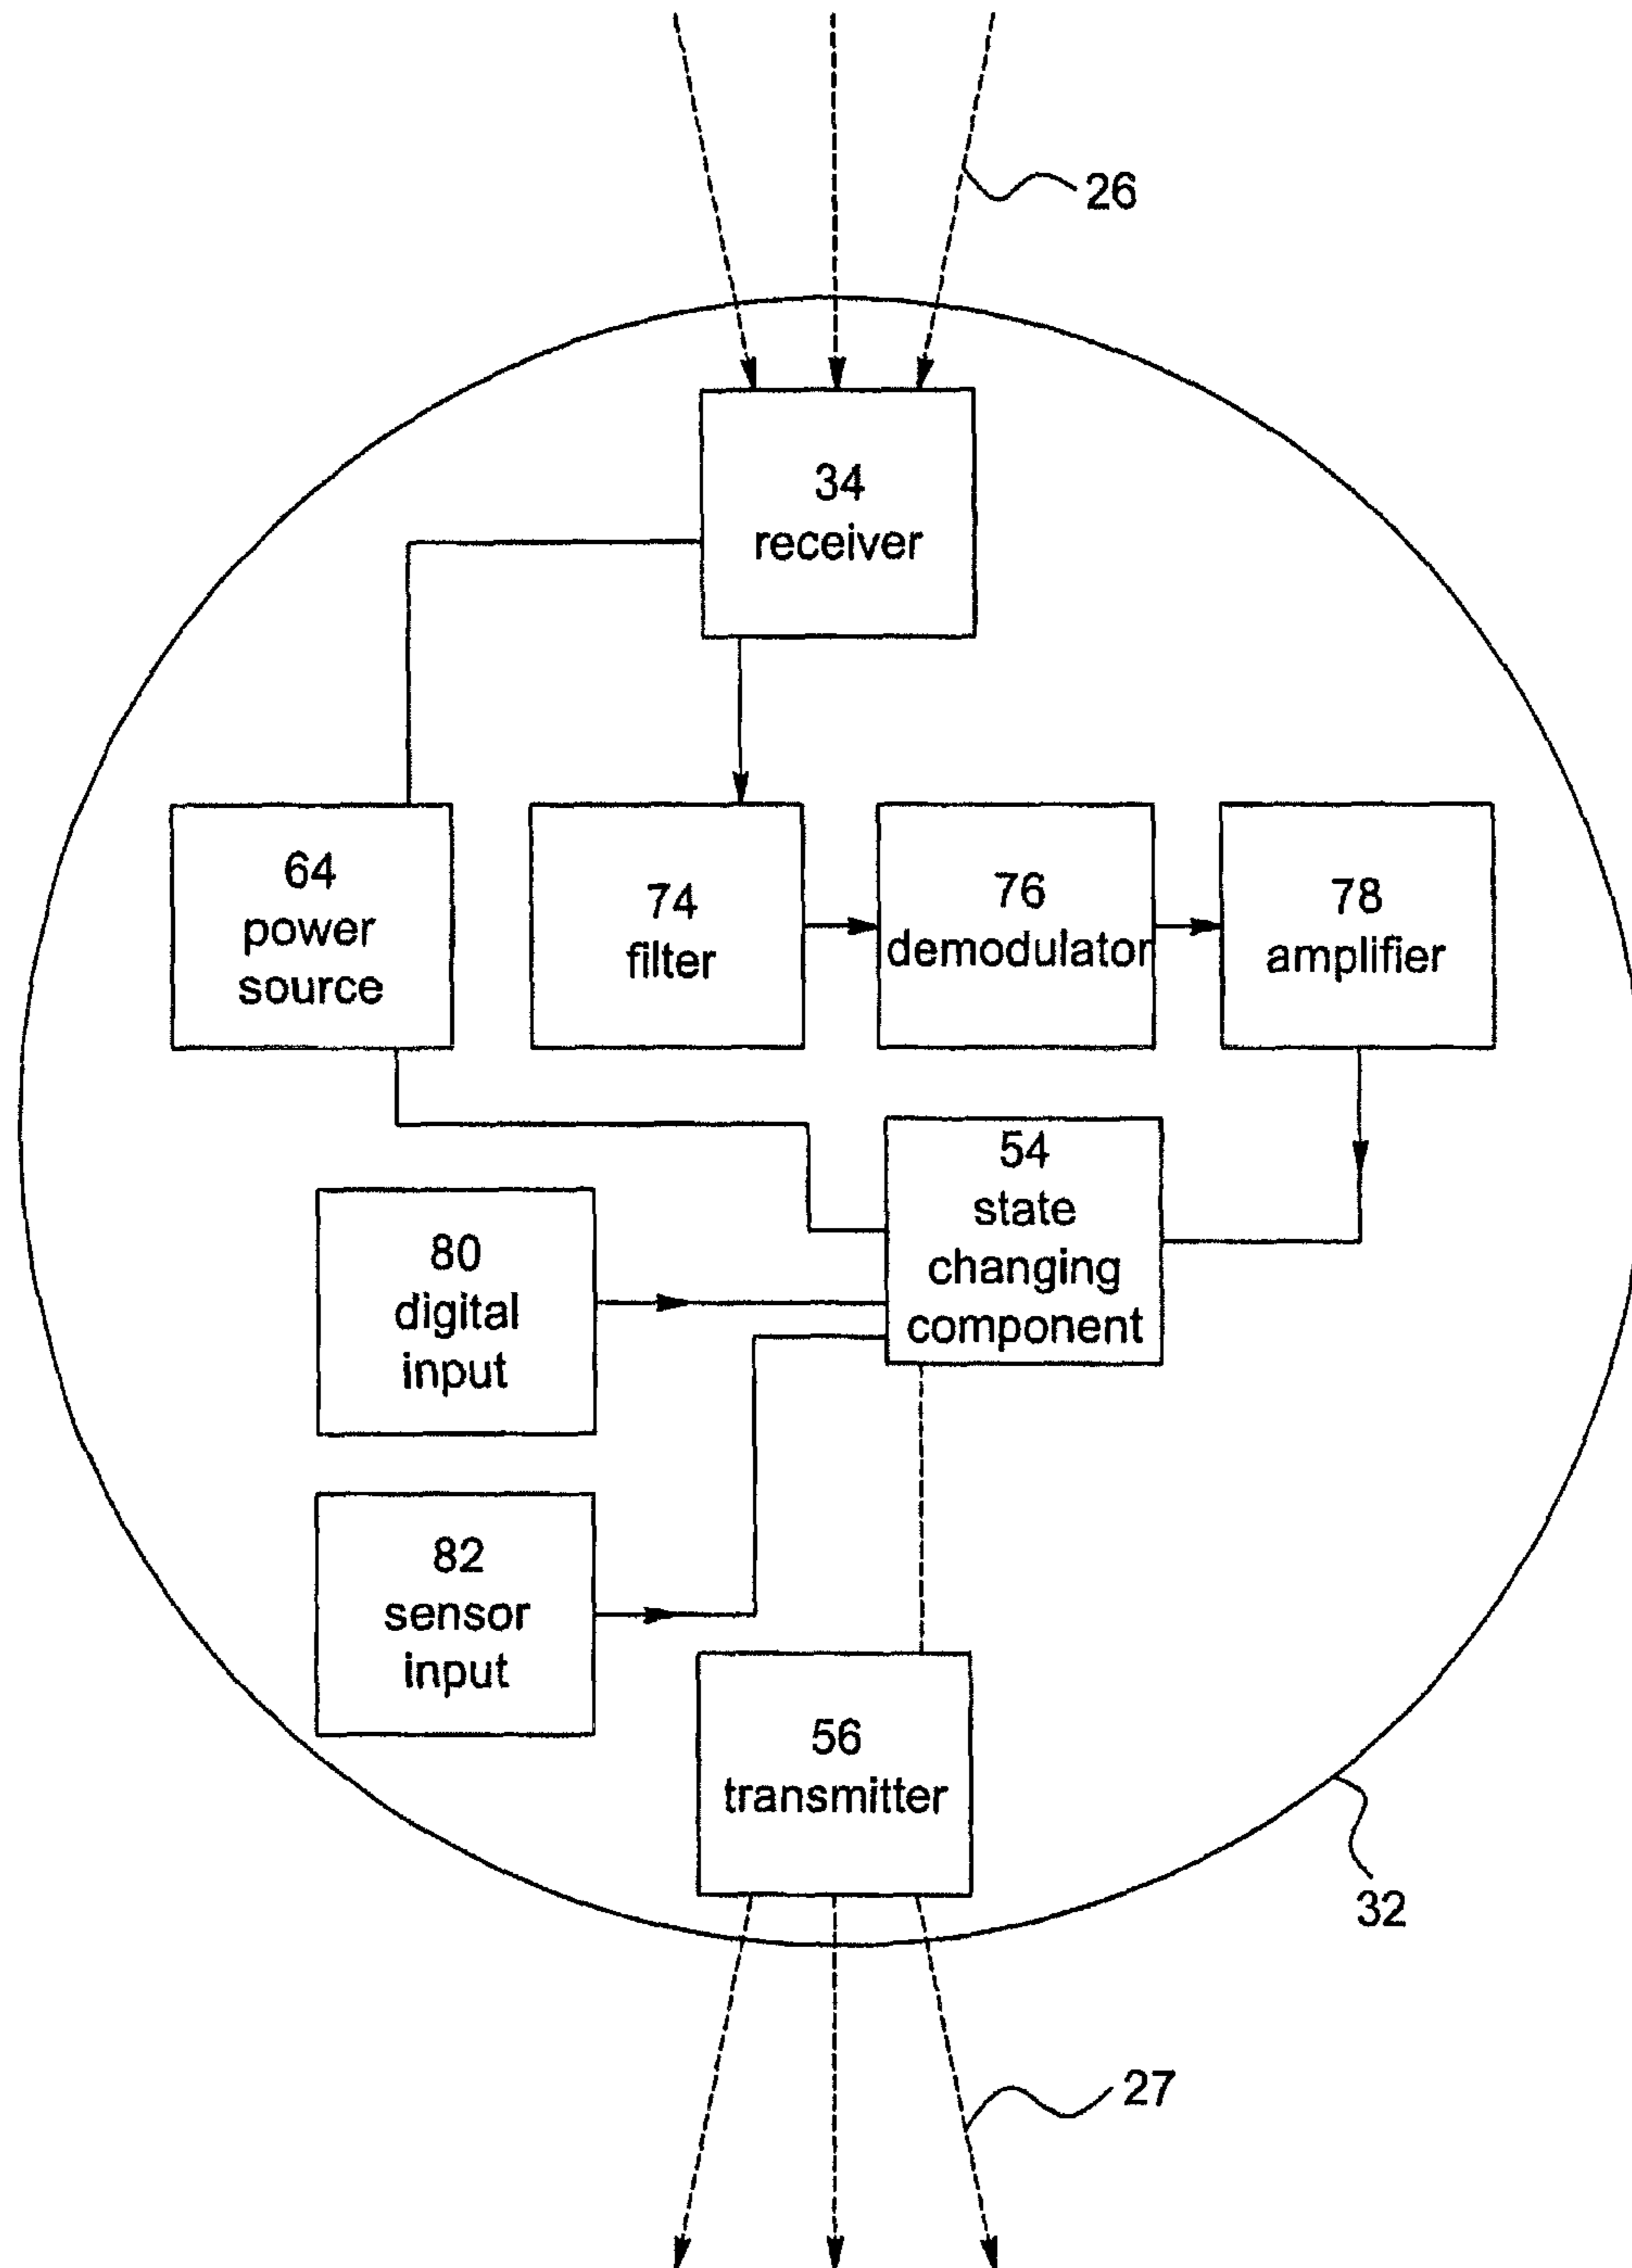 26
34
receiver
64
power
source
74
filter
76
demodulator
78
amplifier
54
state
changing
component
80
digital
input
82
sensor
input
56
transmitter
32
27